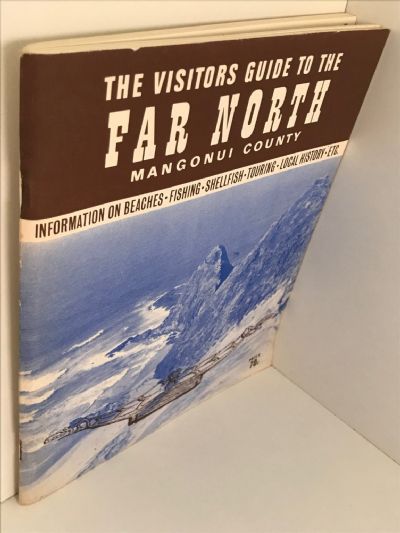 THE VISITORS GUIDE TO THE
FAR NORTH
MANGONUI COUNTY
INFORMATION ON BEACHES • FISHING • SHELLFISH • TOURING • LOCAL HISTORY • ETC.